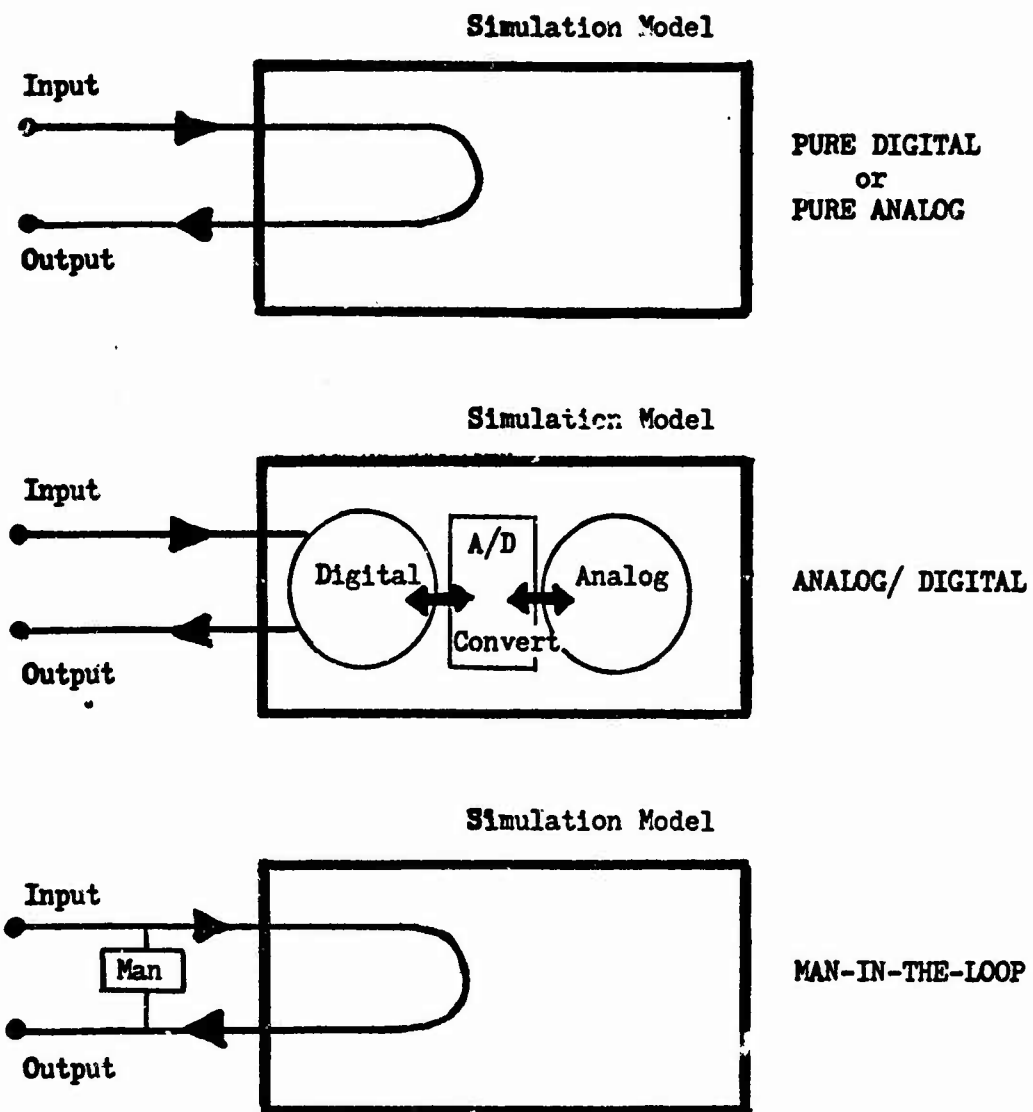 Simulation Model
Input
Output
PURE DIGITAL
or
PURE ANALOG
Simulation Model
Input
Output
Digital
A/D
Convert
Analog
ANALOG/ DIGITAL
Simulation Model
Input
Man
Output
MAN-IN-THE-LOOP